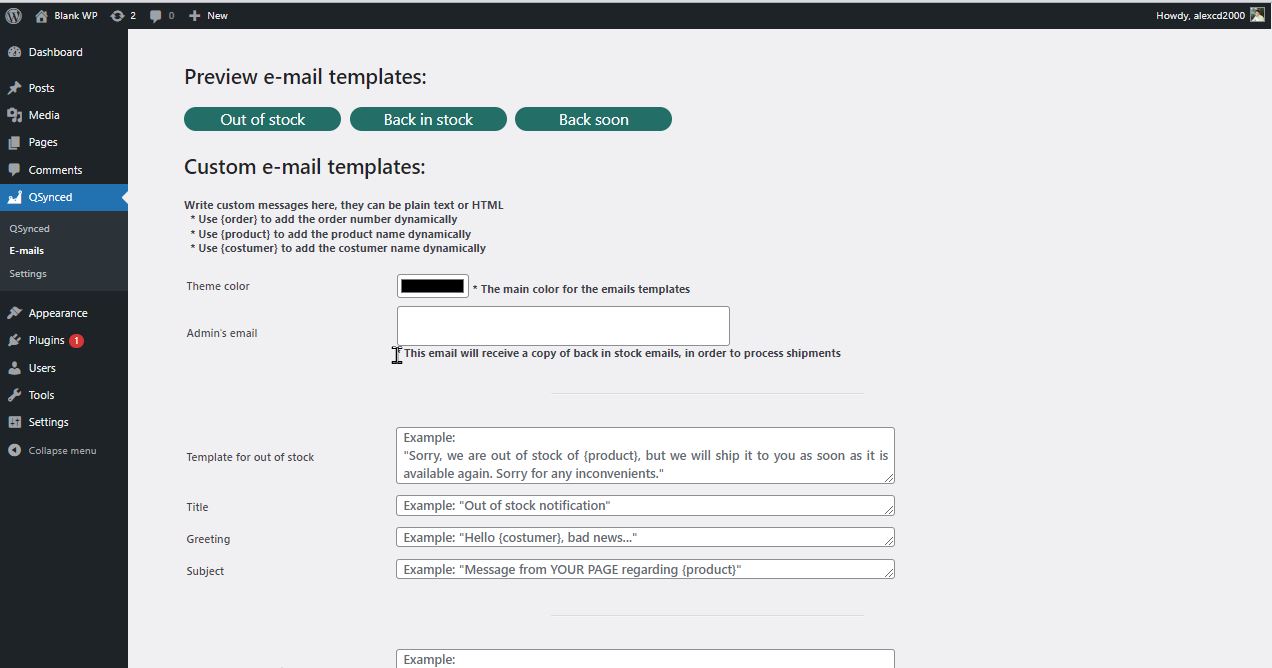 Blank WP 2 0 New Howdy, alexcd2000
Dashboard
Posts
Media
Pages
Comments
QSynced
QSynced
E-mails
Settings
Appearance
Plugins 1
Users
Tools
Settings
Collapse menu
Preview e-mail templates:
Out of stock Back in stock Back soon
Custom e-mail templates:
Write custom messages here, they can be plain text or HTML
* Use {order} to add the order number dynamically
* Use {product} to add the product name dynamically
* Use {costumer} to add the costumer name dynamically
Theme color * The main color for the emails templates
Admin's email
* This email will receive a copy of back in stock emails, in order to process shipments
Template for out of stock
Example:
"Sorry, we are out of stock of {product}, but we will ship it to you as soon as it is
available again. Sorry for any inconvenients."
Title Example: "Out of stock notification"
Greeting Example: "Hello {costumer}, bad news..."
Subject Example: "Message from YOUR PAGE regarding {product}"
Example: